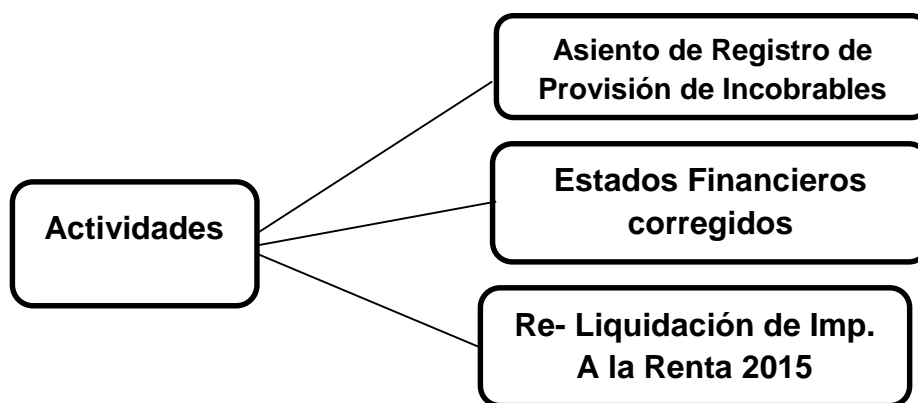 Asiento de Registro de
Provisión de Incobrables
Actividades
Estados Financieros
corregidos
Re- Liquidación de Imp.
A la Renta 2015